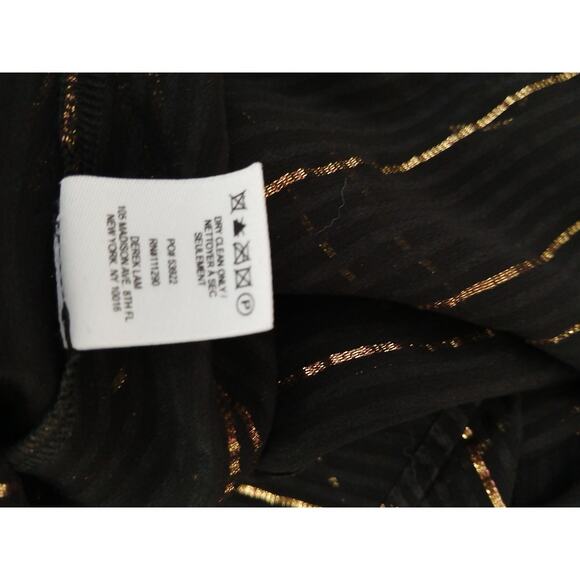 DRY CLEAN ONLY /
NETTOYER À SEC
SEULEMENT
PO# 53922
RN#111290
DEREK LAM
105 MADISON AVE 8TH FL
NEW YORK, NY 10016